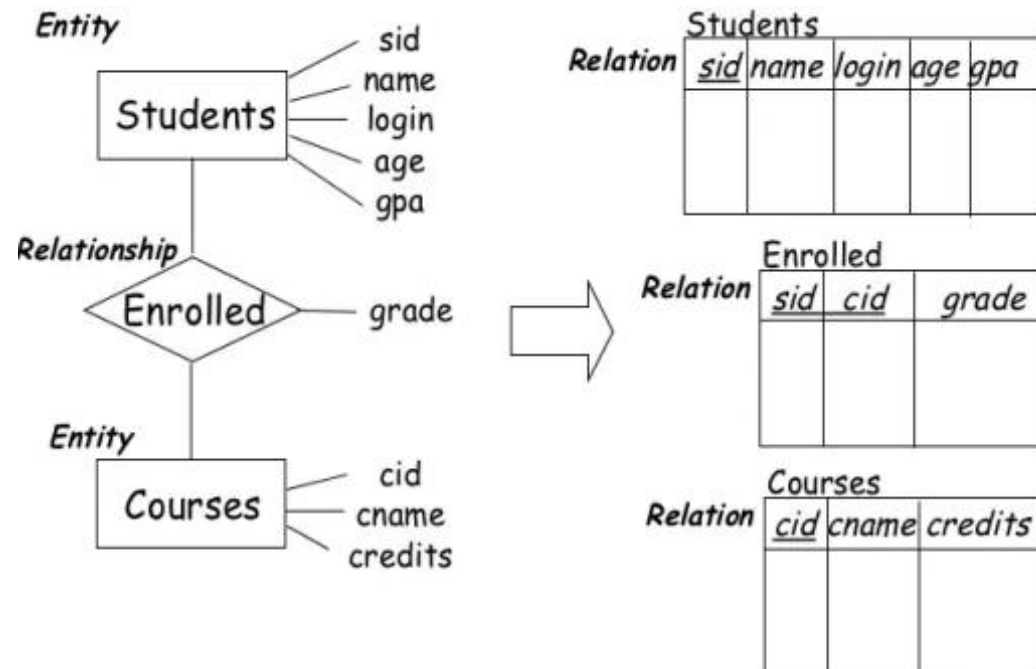 Entity
Students
sid
name
login
age
gpa
Relationship
Enrolled
grade
Entity
Courses
cid
cname
credits
Students
Relation
sid name login age gpa
Enrolled
Relation
sid cid grade
Courses
Relation
cid cname credits